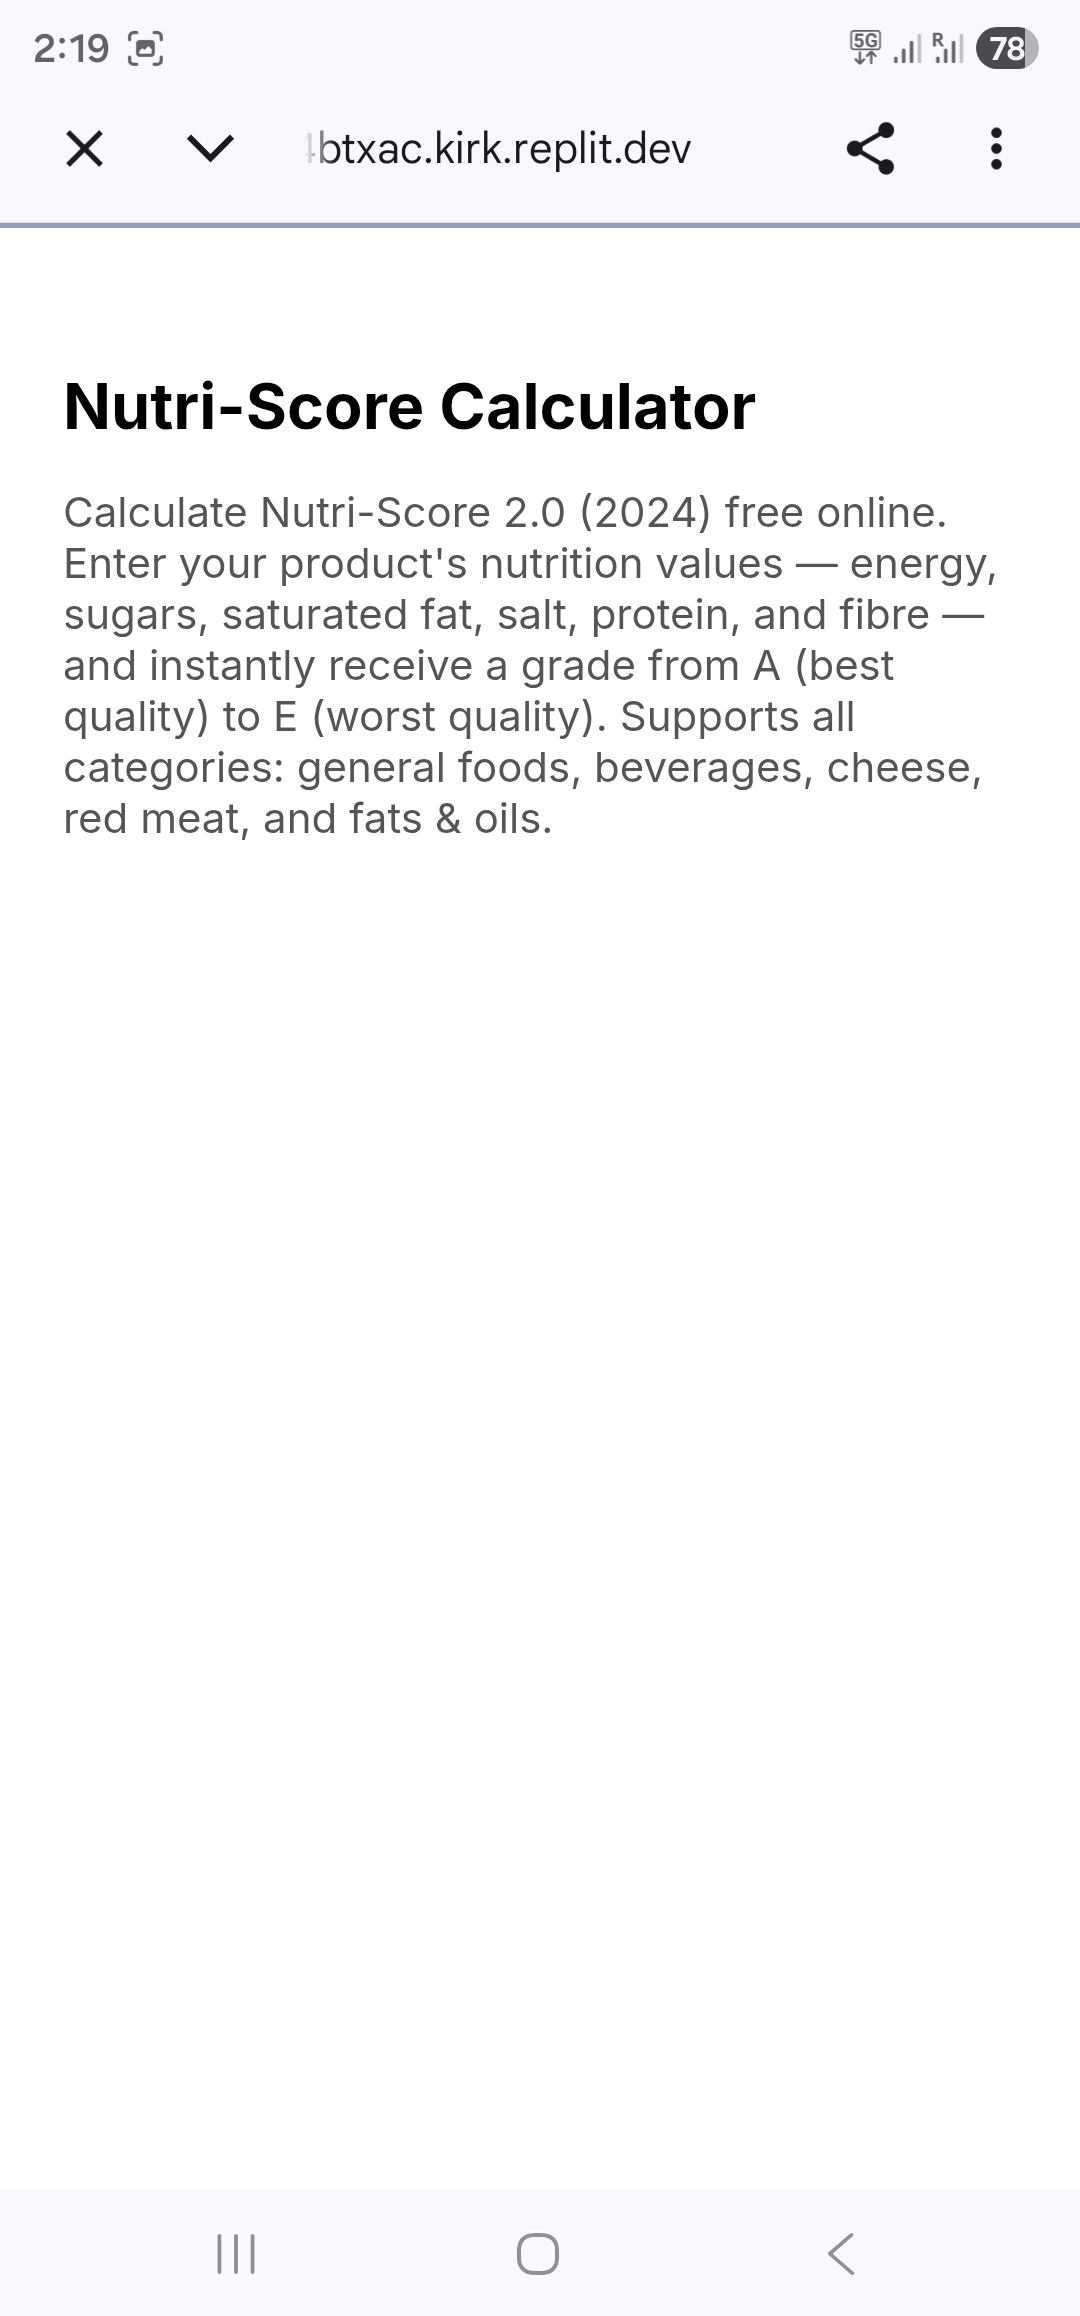 2:19
5G
R
78
btxac.kirk.replit.dev
Nutri-Score Calculator
Calculate Nutri-Score 2.0 (2024) free online.
Enter your product's nutrition values — energy,
sugars, saturated fat, salt, protein, and fibre —
and instantly receive a grade from A (best
quality) to E (worst quality). Supports all
categories: general foods, beverages, cheese,
red meat, and fats & oils.